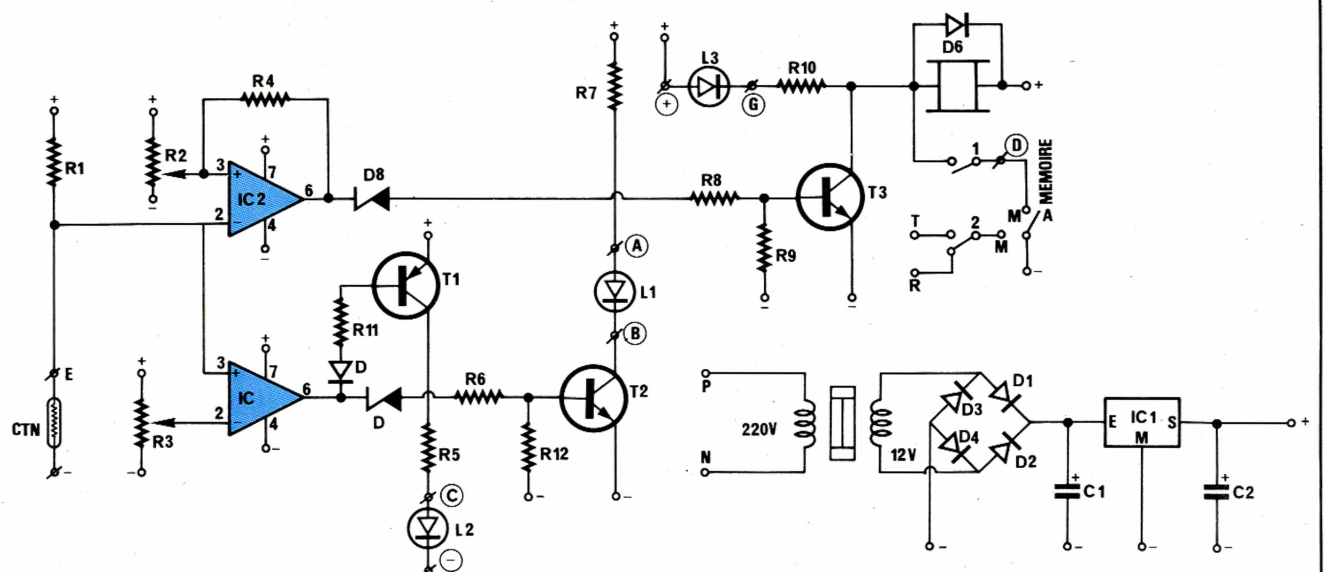 +
+
L3
R10
D6
+
+
G
R7
R4
+
+
R1
R2
3
+
7
IC2
6
2
−
4
−
−
D8
R8
T3
1
D
MEMOIRE
M
A
T
2
M
R
−
R9
−
−
A
L1
B
+
T1
R11
D
E
+
CTN
−
R3
−
+
3
+
7
IC
6
2
−
4
−
D
R6
T2
R12
−
−
R5
C
L2
−
P
220V
N
12V
D1
D3
D4
D2
E
IC1
S
M
+
+
C1
+
C2
−
−
−
−